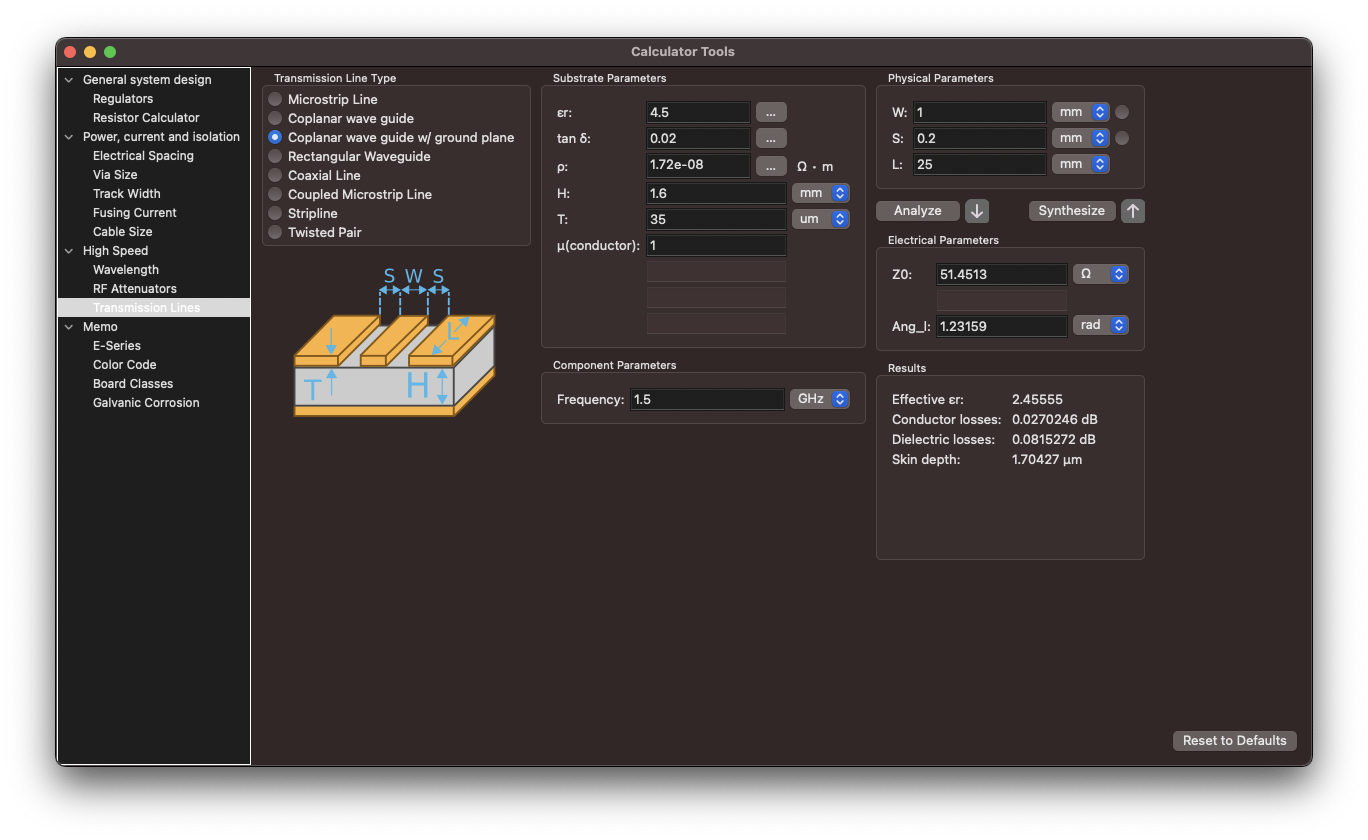 Calculator Tools
General system design
Regulators
Resistor Calculator
Power, current and isolation
Electrical Spacing
Via Size
Track Width
Fusing Current
Cable Size
High Speed
Wavelength
RF Attenuators
Transmission Lines
Memo
E-Series
Color Code
Board Classes
Galvanic Corrosion
Transmission Line Type
Microstrip Line
Coplanar wave guide
Coplanar wave guide w/ ground plane
Rectangular Waveguide
Coaxial Line
Coupled Microstrip Line
Stripline
Twisted Pair
S W S
L
T H
Substrate Parameters
εr: 4.5 ...
tan δ: 0.02 ...
ρ: 1.72e-08 ... Ω · m
H: 1.6 mm
T: 35 um
μ(conductor): 1
Component Parameters
Frequency: 1.5 GHz
Physical Parameters
W: 1 mm
S: 0.2 mm
L: 25 mm
Analyze ↓ Synthesize ↑
Electrical Parameters
Z0: 51.4513 Ω
Ang_l: 1.23159 rad
Results
Effective εr: 2.45555
Conductor losses: 0.0270246 dB
Dielectric losses: 0.0815272 dB
Skin depth: 1.70427 µm
Reset to Defaults